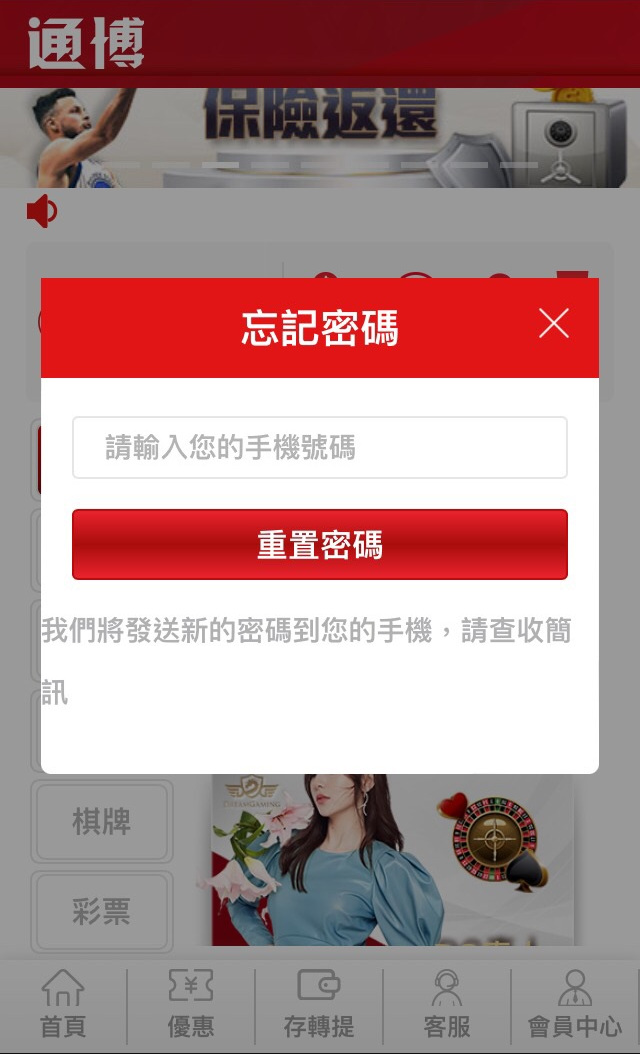 通博
保險返還
忘記密碼
請輸入您的手機號碼
重置密碼
我們將發送新的密碼到您的手機，請查收簡
訊
DREAMGAMING
棋牌
彩票
首頁
優惠
存轉提
客服
會員中心